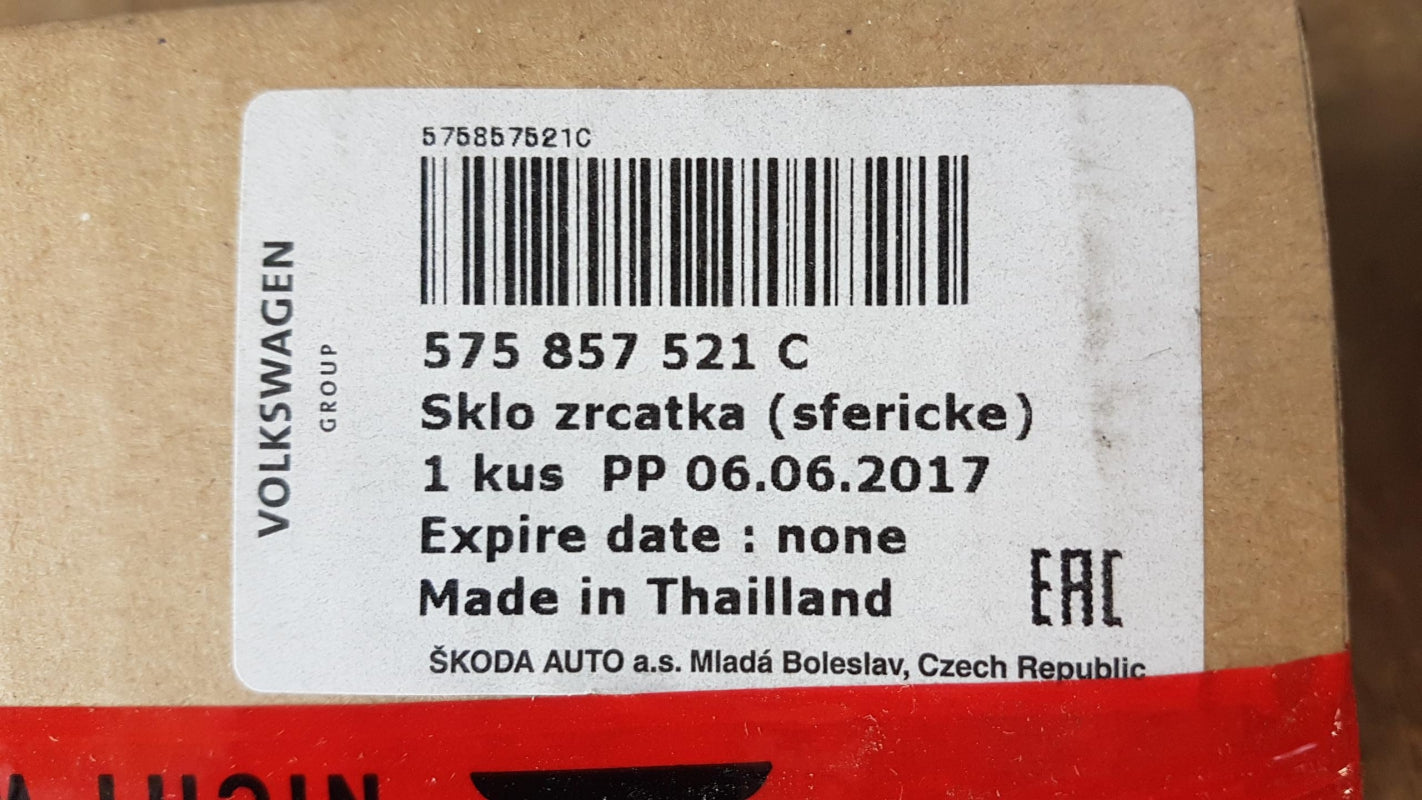 575857521C
VOLKSWAGEN
GROUP
575 857 521 C
Sklo zrcatka (sfericke)
1 kus PP 06.06.2017
Expire date : none
Made in Thailland
EAC
ŠKODA AUTO a.s. Mladá Boleslav, Czech Republic
NICHT